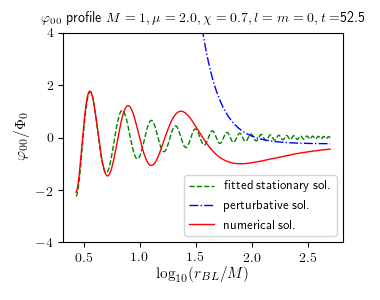 φ₀₀ profile M = 1, μ = 2.0, χ = 0.7, l = m = 0, t =52.5
4
2
0
−2
−4
φ₀₀/Φ₀
fitted stationary sol.
perturbative sol.
numerical sol.
0.5 1.0 1.5 2.0 2.5
log₁₀(r_BL/M)